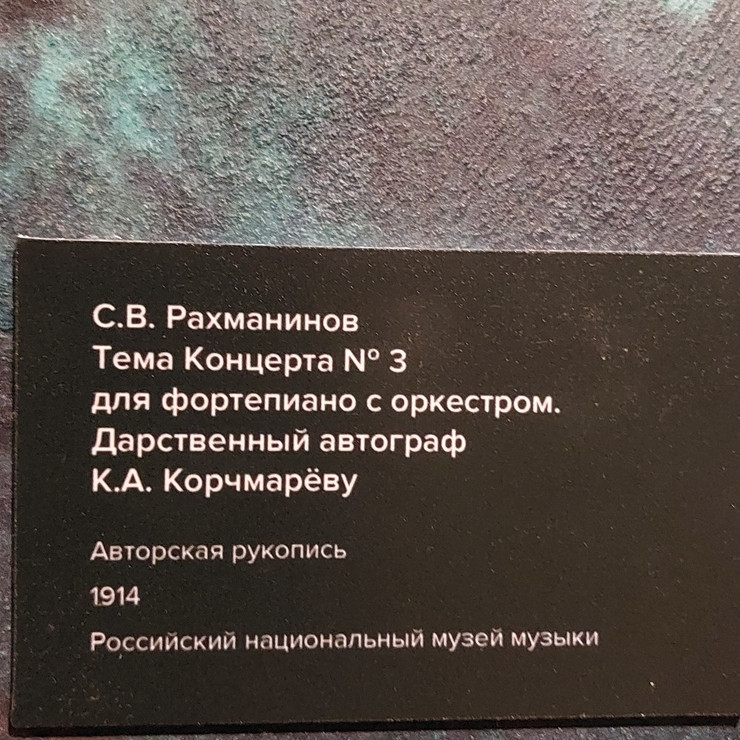 С.В. Рахманинов
Тема Концерта № 3
для фортепиано с оркестром.
Дарственный автограф
К.А. Корчмарёву
Авторская рукопись
1914
Российский национальный музей музыки